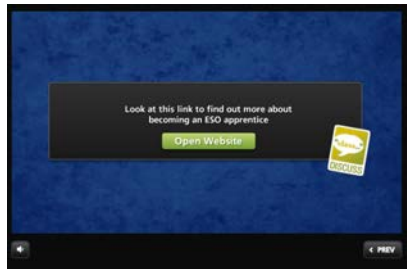 Look at this link to find out more about
becoming an ESO apprentice
Open Website
DISCUSS
< PREV